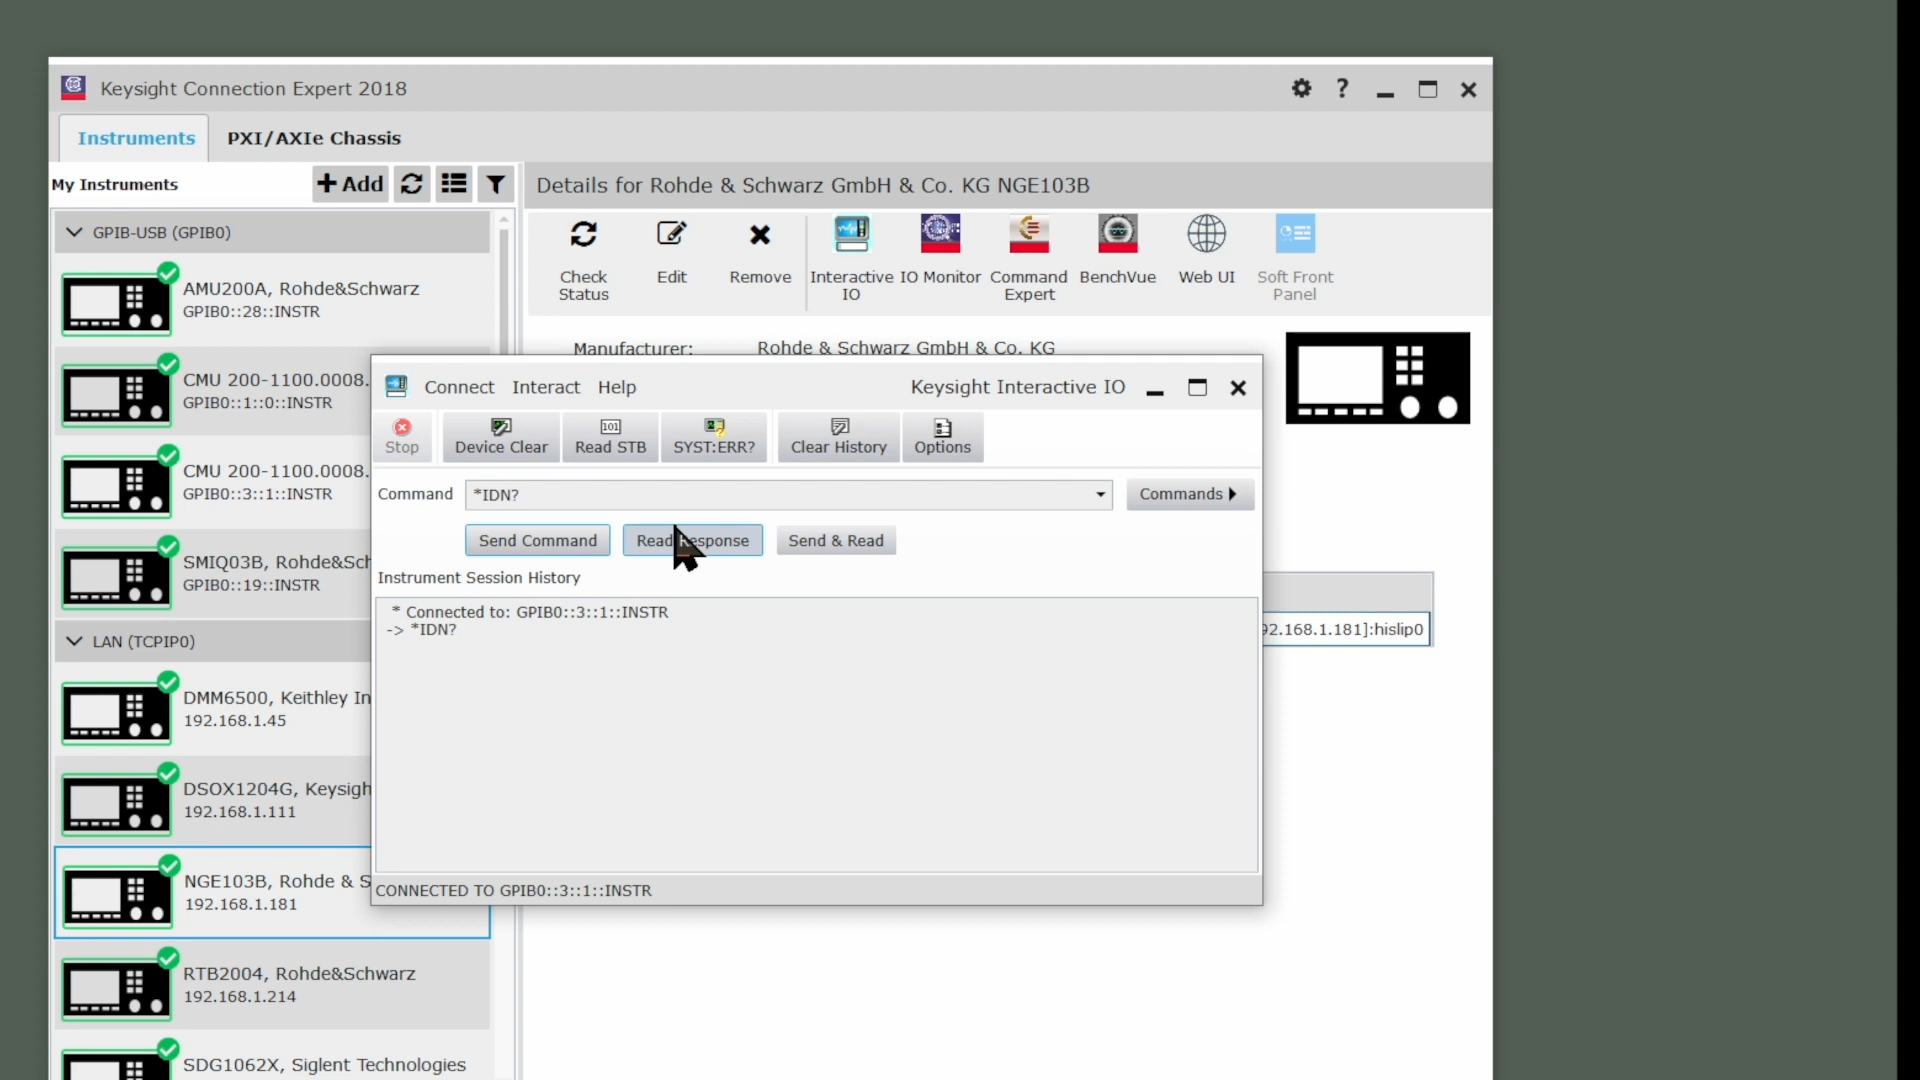 Keysight Connection Expert 2018
?
Instruments
PXI/AXIe Chassis
My Instruments
Add
GPIB-USB (GPIB0)
AMU200A, Rohde&Schwarz
GPIB0::28::INSTR
CMU 200-1100.0008.
GPIB0::1::0::INSTR
CMU 200-1100.0008.
GPIB0::3::1::INSTR
SMIQ03B, Rohde&Sch
GPIB0::19::INSTR
LAN (TCPIP0)
DMM6500, Keithley In
192.168.1.45
DSOX1204G, Keysigh
192.168.1.111
NGE103B, Rohde & S
192.168.1.181
RTB2004, Rohde&Schwarz
192.168.1.214
SDG1062X, Siglent Technologies
Details for Rohde & Schwarz GmbH & Co. KG NGE103B
Check Status
Edit
Remove
Interactive IO
IO Monitor
Command Expert
BenchVue
Web UI
Soft Front Panel
Manufacturer:
Rohde & Schwarz GmbH & Co. KG
Connect Interact Help
Keysight Interactive IO
Stop
Device Clear
101
Read STB
SYST:ERR?
Clear History
Options
Command
*IDN?
Commands
Send Command
Read Response
Send & Read
Instrument Session History
* Connected to: GPIB0::3::1::INSTR
-> *IDN?
CONNECTED TO GPIB0::3::1::INSTR
92.168.1.181]:hislip0